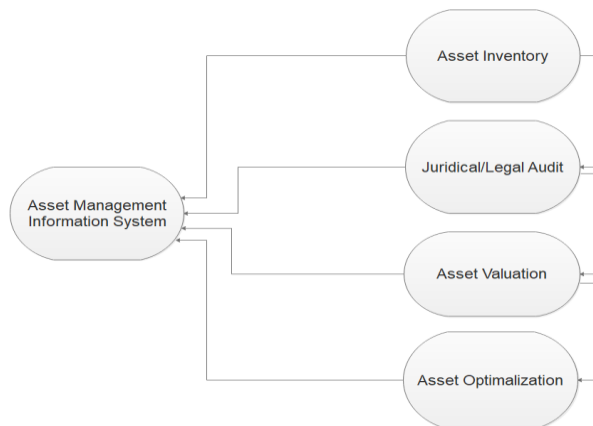 Asset Inventory
Juridical/Legal Audit
Asset Management
Information System
Asset Valuation
Asset Optimalization